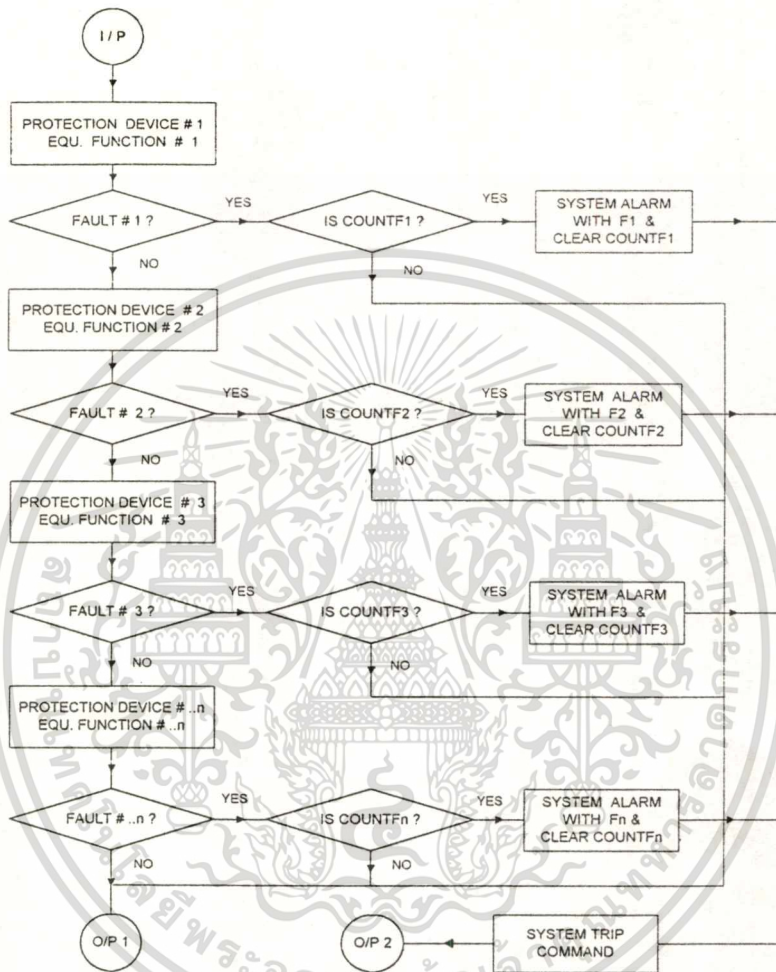 I / P
PROTECTION DEVICE # 1
EQU. FUNCTION # 1
FAULT # 1 ?
YES
IS COUNTF1 ?
YES
SYSTEM ALARM
WITH F1 &
CLEAR COUNTF1
NO
NO
PROTECTION DEVICE # 2
EQU. FUNCTION # 2
FAULT # 2 ?
YES
IS COUNTF2 ?
YES
SYSTEM ALARM
WITH F2 &
CLEAR COUNTF2
NO
NO
PROTECTION DEVICE # 3
EQU. FUNCTION # 3
FAULT # 3 ?
YES
IS COUNTF3 ?
YES
SYSTEM ALARM
WITH F3 &
CLEAR COUNTF3
NO
NO
PROTECTION DEVICE # ..n
EQU. FUNCTION # ..n
FAULT # ..n ?
YES
IS COUNTFn ?
YES
SYSTEM ALARM
WITH Fn &
CLEAR COUNTFn
NO
NO
O/P 1
O/P 2
SYSTEM TRIP
COMMAND